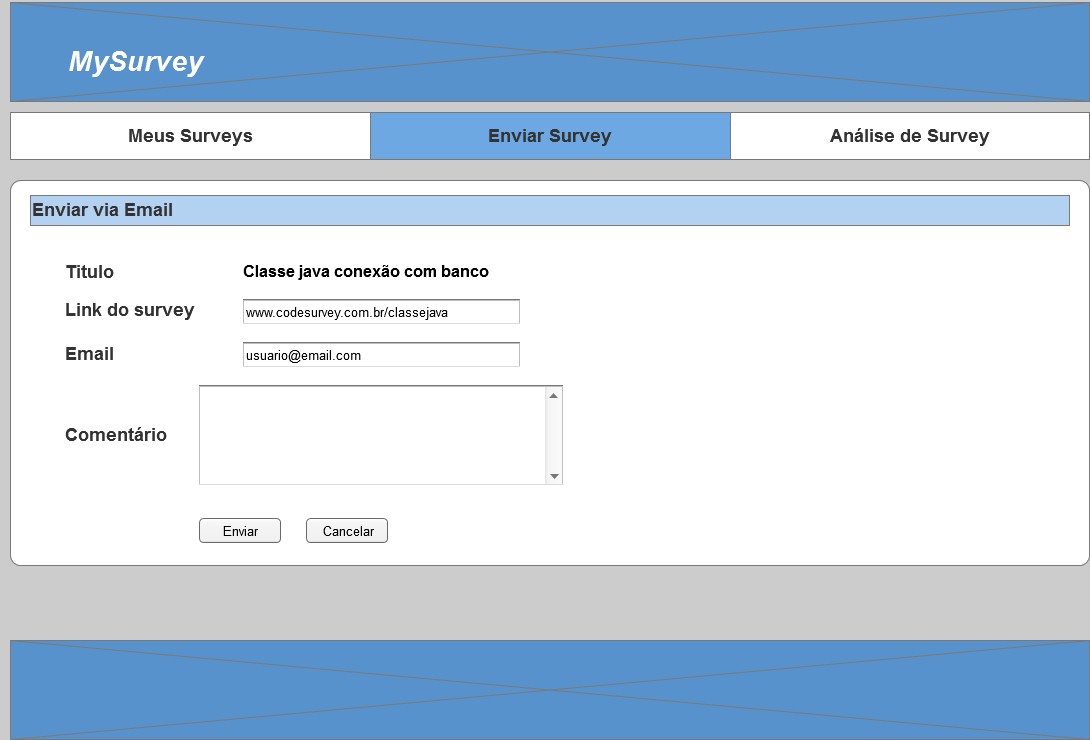 MySurvey
Meus Surveys
Enviar Survey
Análise de Survey
Enviar via Email
Titulo
Classe java conexão com banco
Link do survey
www.codesurvey.com.br/classejava
Email
usuario@email.com
Comentário
Enviar
Cancelar